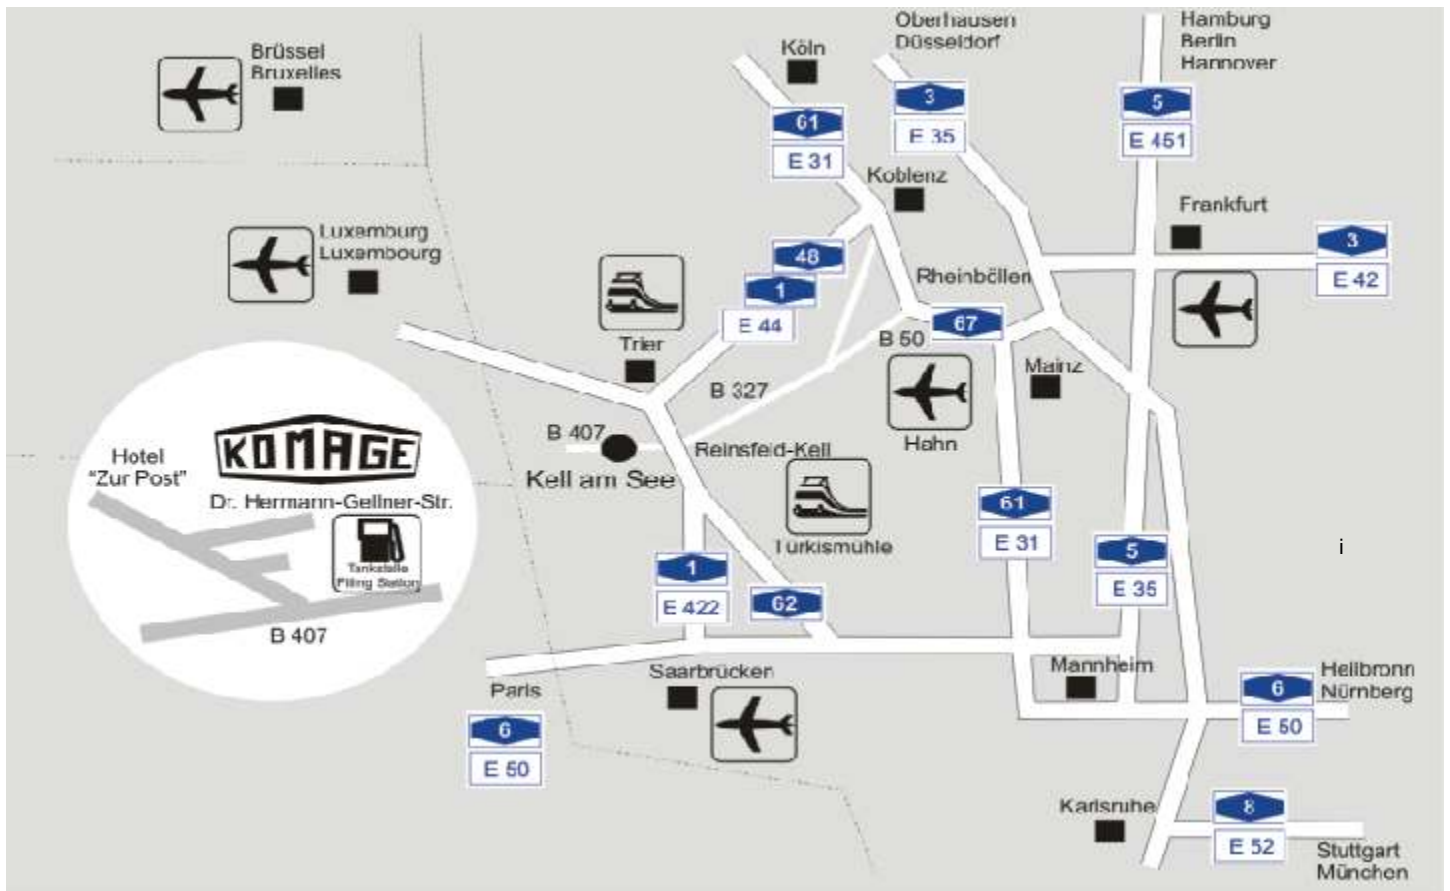 Oberhausen
Düsseldorf
Hamburg
Berlin
Hannover
Brüssel
Bruxelles
Köln
3
E 35
5
E 451
61
E 31
Koblenz
Frankfurt
Luxemburg
Luxembourg
48
3
E 42
1
E 44
Rheinböllen
67
Trier
B 50
Mainz
B 327
B 407
Hahn
Reinsfeld-Kell
Kell am See
KOMAGE
Hotel
"Zur Post"
Dr. Hermann-Gellner-Str.
Tankstelle
Filling Station
B 407
Türkismühle
61
E 31
i
5
E 35
1
E 422
62
Saarbrücken
Mannheim
Heilbronn
Nürnberg
6
E 50
Paris
6
E 50
Karlsruhe
8
E 52
Stuttgart
München